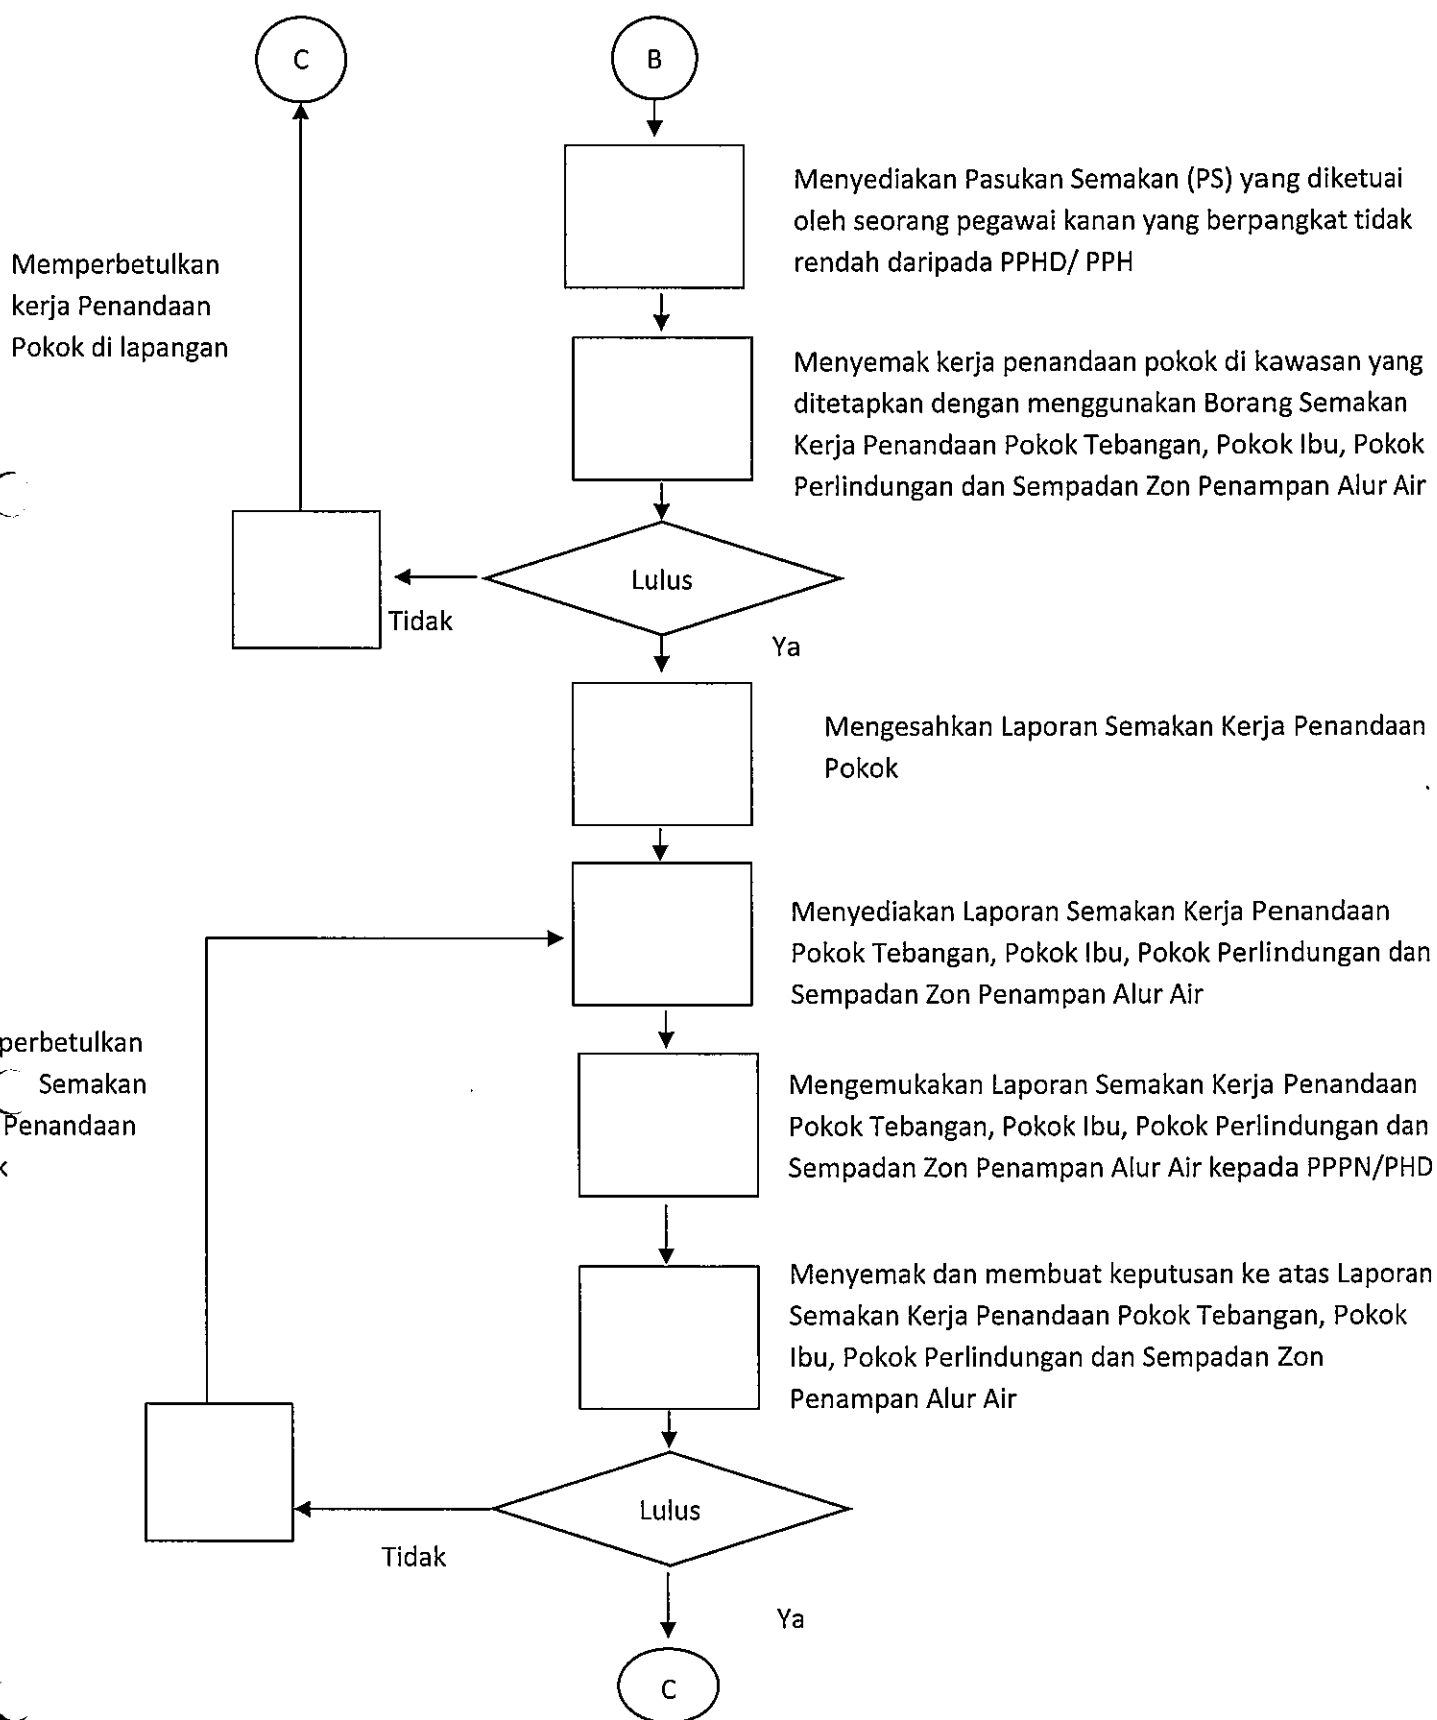 C
B
Menyediakan Pasukan Semakan (PS) yang diketuai
oleh seorang pegawai kanan yang berpangkat tidak
rendah daripada PPHD/ PPH
Memperbetulkan
kerja Penandaan
Pokok di lapangan
Menyemak kerja penandaan pokok di kawasan yang
ditetapkan dengan menggunakan Borang Semakan
Kerja Penandaan Pokok Tebangan, Pokok Ibu, Pokok
Perlindungan dan Sempadan Zon Penampan Alur Air
Lulus
Tidak
Ya
Mengesahkan Laporan Semakan Kerja Penandaan
Pokok
Menyediakan Laporan Semakan Kerja Penandaan
Pokok Tebangan, Pokok Ibu, Pokok Perlindungan dan
Sempadan Zon Penampan Alur Air
perbetulkan
Semakan
Penandaan
k
Mengemukakan Laporan Semakan Kerja Penandaan
Pokok Tebangan, Pokok Ibu, Pokok Perlindungan dan
Sempadan Zon Penampan Alur Air kepada PPPN/PHD
Menyemak dan membuat keputusan ke atas Laporan
Semakan Kerja Penandaan Pokok Tebangan, Pokok
Ibu, Pokok Perlindungan dan Sempadan Zon
Penampan Alur Air
Lulus
Tidak
Ya
C